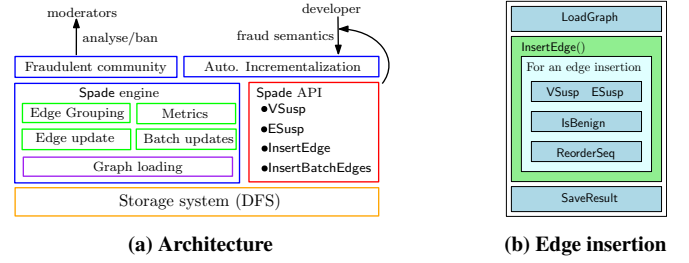 moderators
developer
analyse/ban
fraud semantics
Fraudulent community
Auto. Incrementalization
Spade engine
Edge Grouping
Metrics
Edge update
Batch updates
Graph loading
Spade API
●VSusp
●ESusp
●InsertEdge
●InsertBatchEdges
Storage system (DFS)
(a) Architecture
LoadGraph
InsertEdge()
For an edge insertion
VSusp ESusp
IsBenign
ReorderSeq
SaveResult
(b) Edge insertion